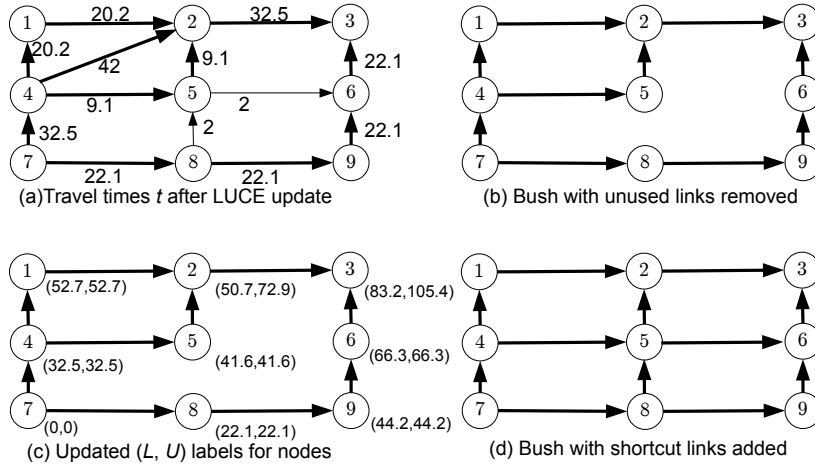 20.2 32.5
1 2 3
20.2 42 9.1 22.1
4 5 6
9.1 2
32.5 2 22.1
7 8 9
22.1 22.1
(a)Travel times t after LUCE update
1 2 3
4 5 6
7 8 9
(b) Bush with unused links removed
1 2 3
(52.7,52.7) (50.7,72.9) (83.2,105.4)
4 5 6
(32.5,32.5) (41.6,41.6) (66.3,66.3)
7 8 9
(0,0) (22.1,22.1) (44.2,44.2)
(c) Updated (L, U) labels for nodes
1 2 3
4 5 6
7 8 9
(d) Bush with shortcut links added